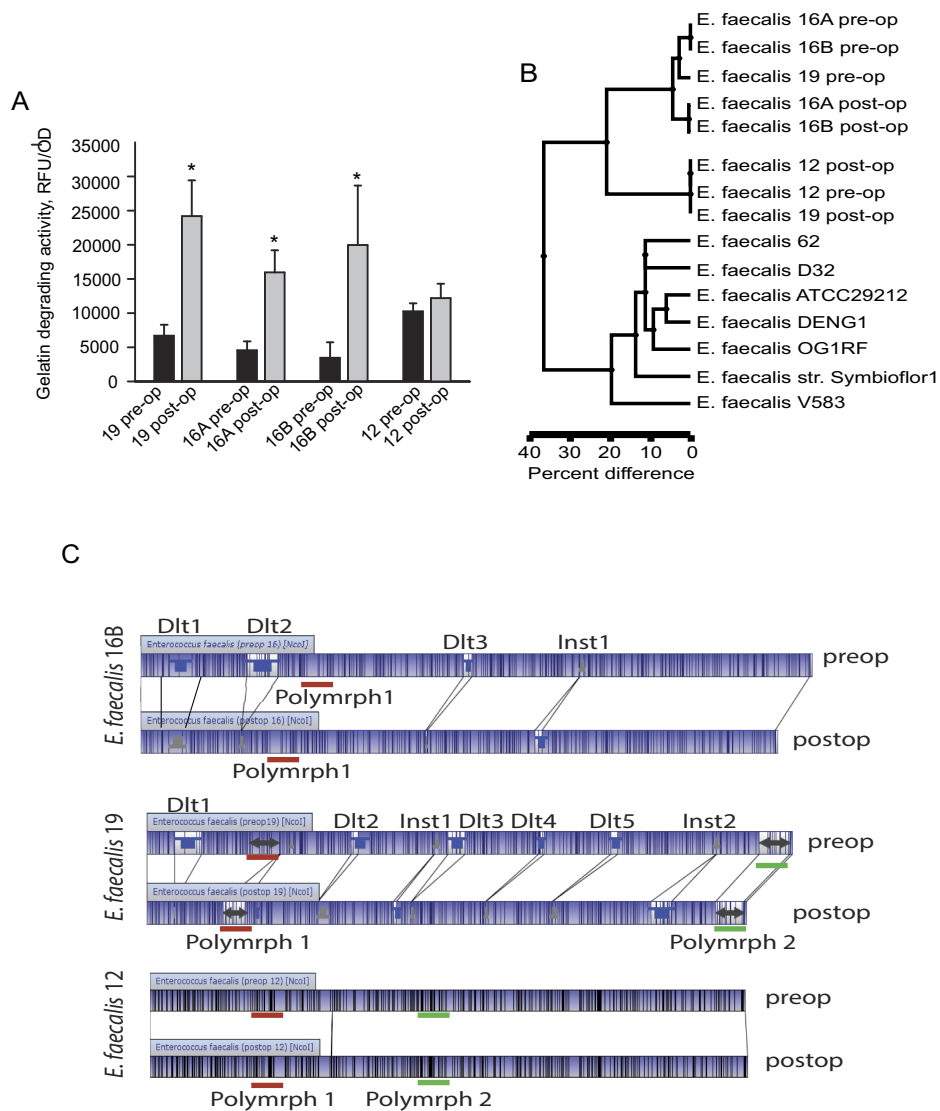 A
Gelatin degrading activity, RFU/OD
35000
30000
25000
20000
15000
10000
5000
0
*
*
*
19 pre-op
19 post-op
16A pre-op
16A post-op
16B pre-op
16B post-op
12 pre-op
12 post-op
B
E. faecalis 16A pre-op
E. faecalis 16B pre-op
E. faecalis 19 pre-op
E. faecalis 16A post-op
E. faecalis 16B post-op
E. faecalis 12 post-op
E. faecalis 12 pre-op
E. faecalis 19 post-op
E. faecalis 62
E. faecalis D32
E. faecalis ATCC29212
E. faecalis DENG1
E. faecalis OG1RF
E. faecalis str. Symbioflor1
E. faecalis V583
40 30 20 10 0
Percent difference
C
E. faecalis 16B
Dlt1 Dlt2 Dlt3 Inst1
Enterococcus faecalis (preop 16) [NcoI]
preop
Polymrph1
Enterococcus faecalis (postop 16) [NcoI]
postop
Polymrph1
E. faecalis 19
Dlt1 Dlt2 Inst1 Dlt3 Dlt4 Dlt5 Inst2
Enterococcus faecalis (preop19) [NcoI]
preop
Enterococcus faecalis (postop 19) [NcoI]
postop
Polymrph 1 Polymrph 2
E. faecalis 12
Enterococcus faecalis (preop 12) [NcoI]
preop
Enterococcus faecalis (postop 12) [NcoI]
postop
Polymrph 1 Polymrph 2